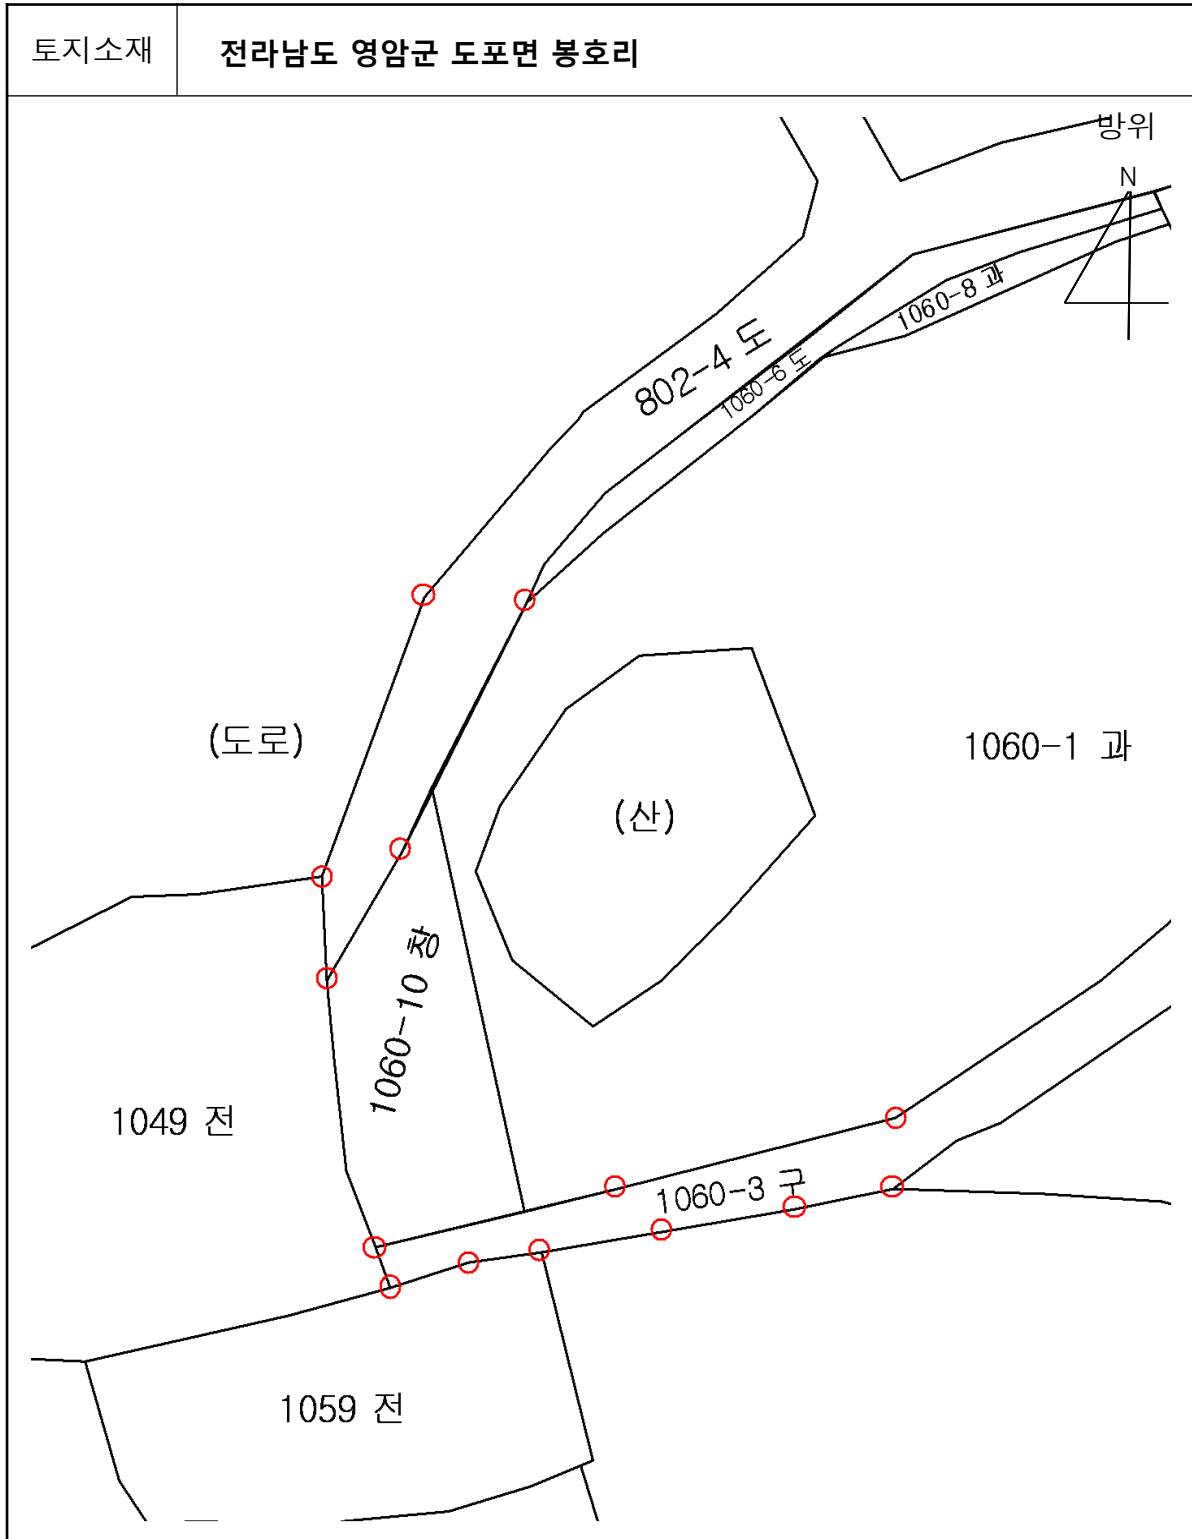 토지소재
전라남도 영암군 도포면 봉호리
방위
N
1060-8 과
802-4 도
1060-6 도
(도로)
1060-1 과
(산)
1060-10 창
1049 전
1060-3 구
1059 전